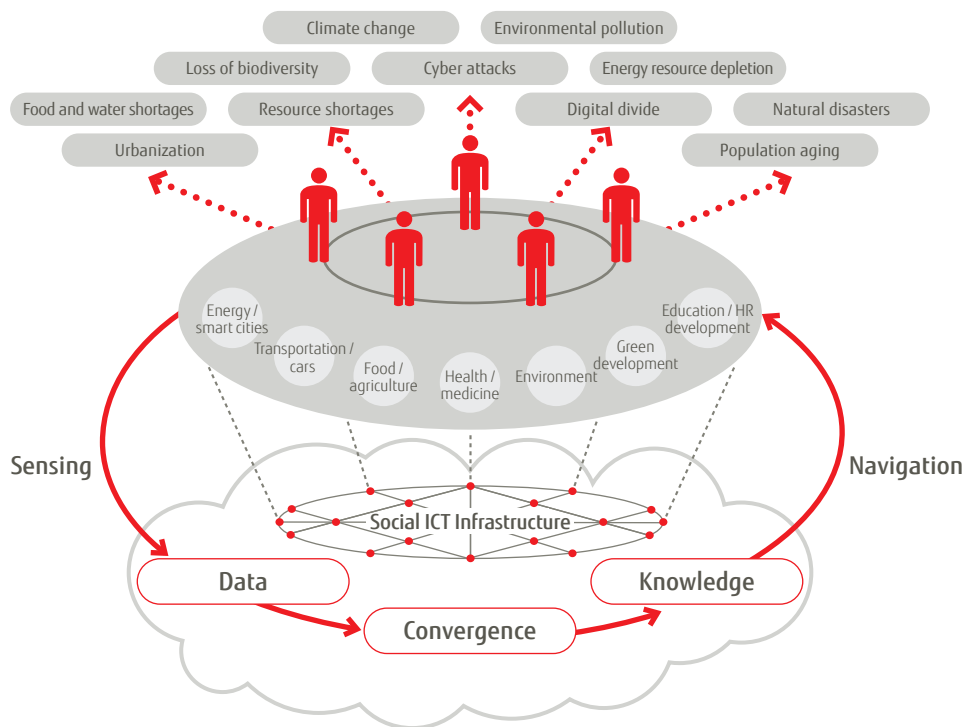 Climate change
Environmental pollution
Loss of biodiversity
Cyber attacks
Energy resource depletion
Food and water shortages
Resource shortages
Digital divide
Natural disasters
Urbanization
Population aging
Energy /
smart cities
Transportation /
cars
Food /
agriculture
Health /
medicine
Environment
Green
development
Education / HR
development
Sensing
Navigation
Social ICT Infrastructure
Data
Knowledge
Convergence